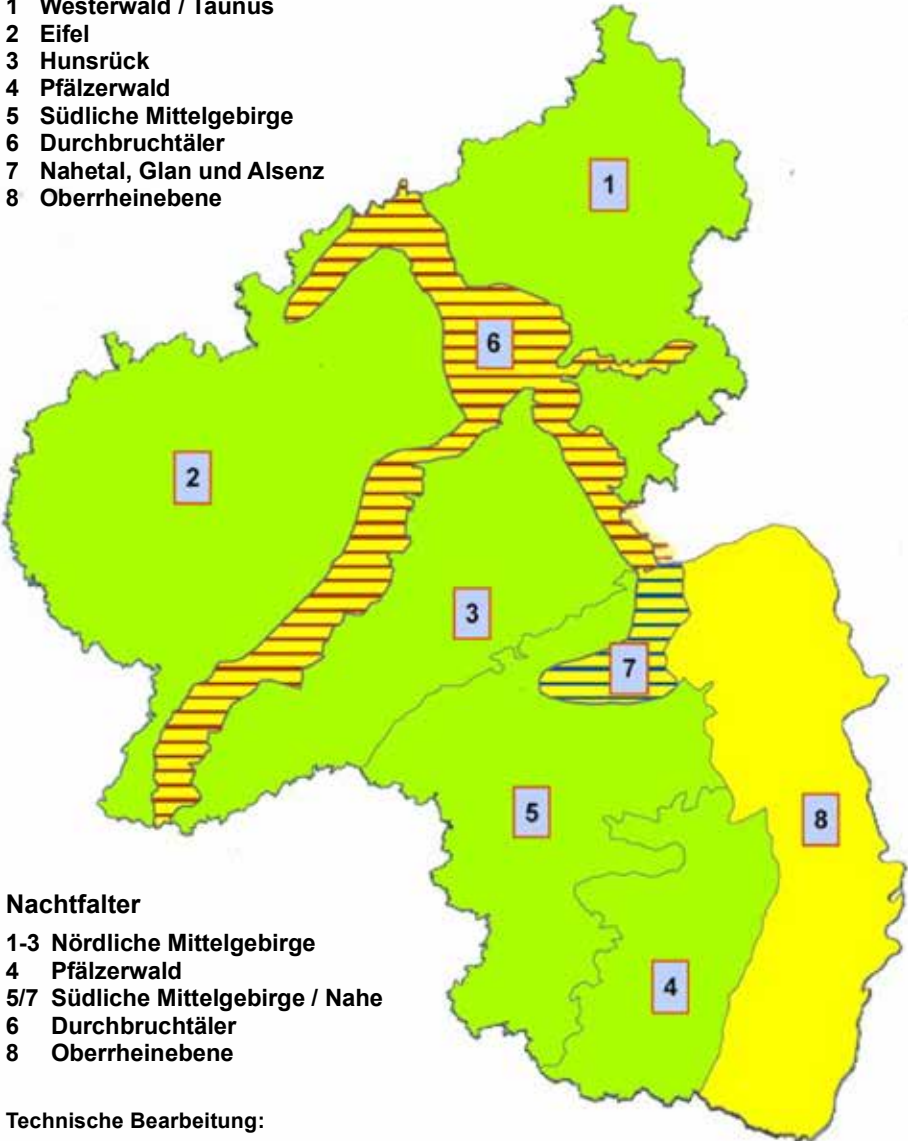 1 Westerwald / Taunus
2 Eifel
3 Hunsrück
4 Pfälzerwald
5 Südliche Mittelgebirge
6 Durchbruchtäler
7 Nahetal, Glan und Alsenz
8 Oberrheinebene
1
6
2
3
7
5
8
4
Nachtfalter
1-3 Nördliche Mittelgebirge
4 Pfälzerwald
5/7 Südliche Mittelgebirge / Nahe
6 Durchbruchtäler
8 Oberrheinebene
Technische Bearbeitung: